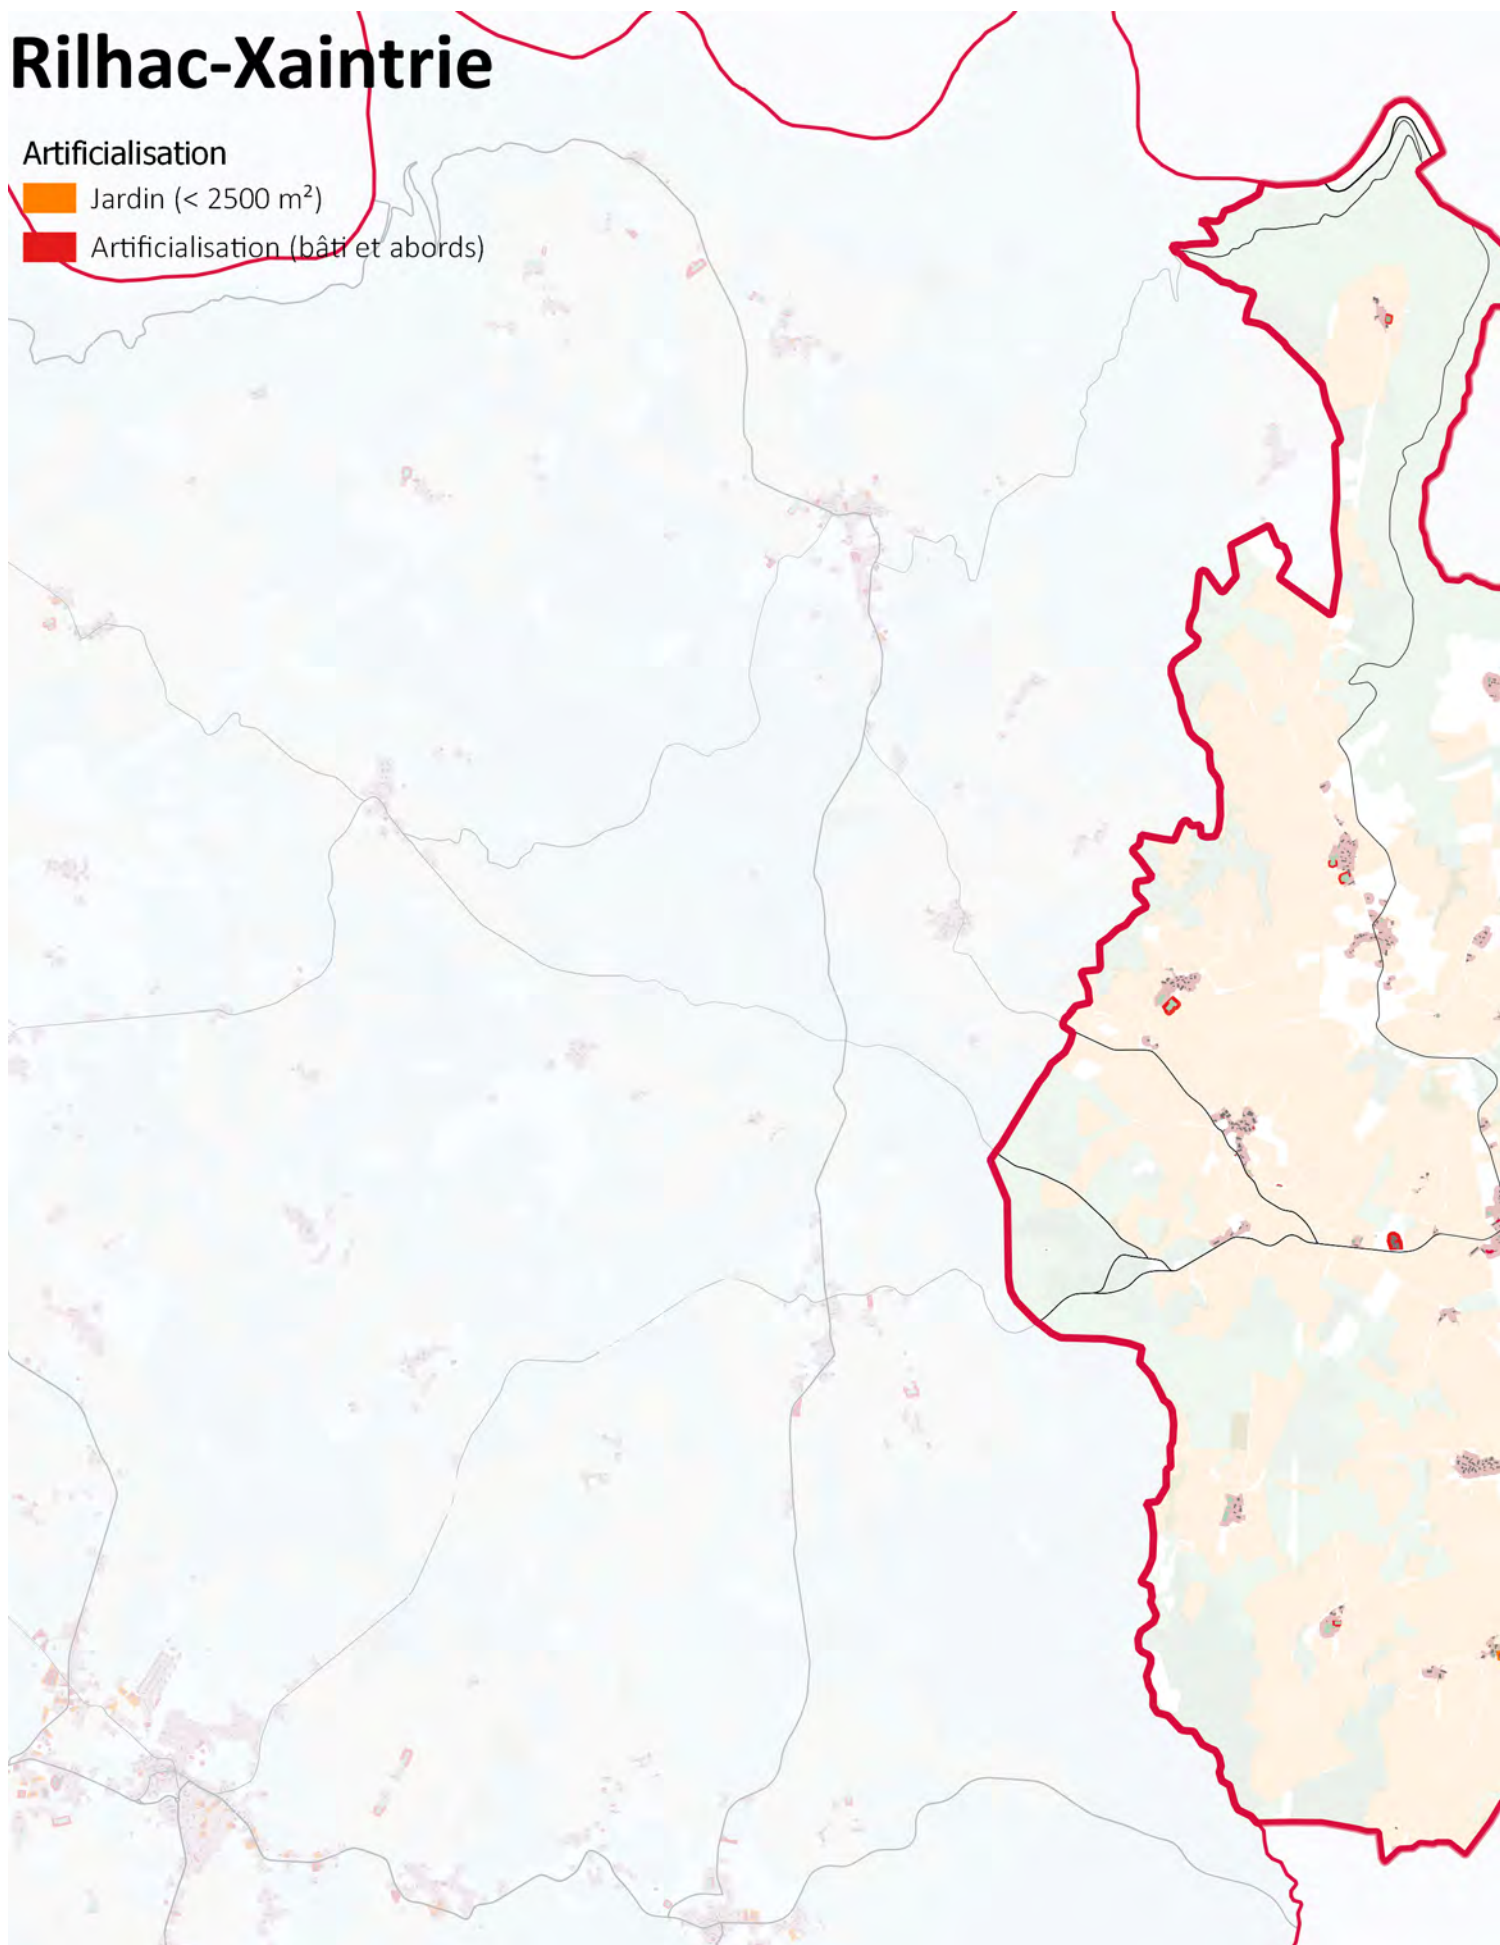 Rilhac-Xaintrie
Artificialisation
Jardin (< 2500 m²)
Artificialisation (bâti et abords)